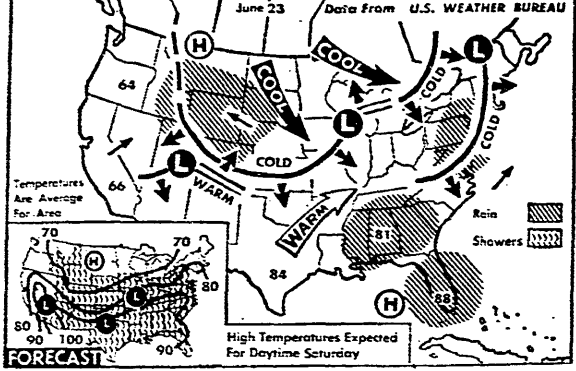 June 23 Data From U.S. WEATHER BUREAU
H
COOL
L
COLD
64
COOL
L
COLD
L
COLD
66
WARM
Temperatures
Are Average
For Area
WARM
81
Rain
Showers
84
H
88
70
70
H
80
L
L
L
80
90
100
90
FORECAST
High Temperatures Expected
For Daytime Saturday